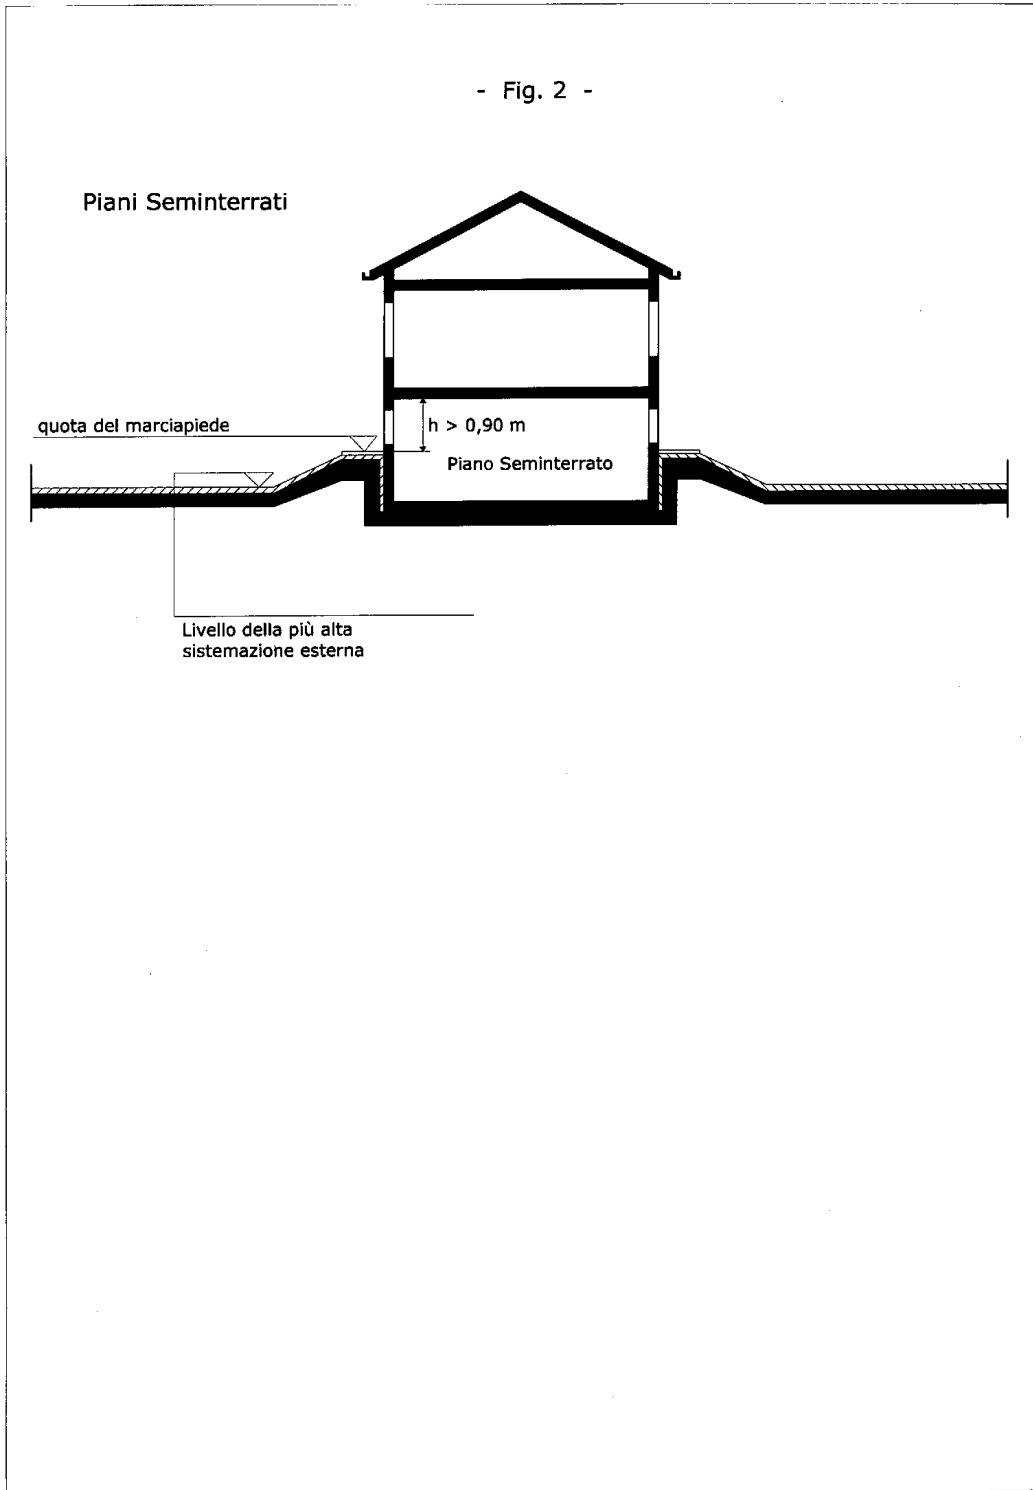 - Fig. 2 -
Piani Seminterrati
quota del marciapiede
h > 0,90 m
Piano Seminterrato
Livello della più alta
sistemazione esterna